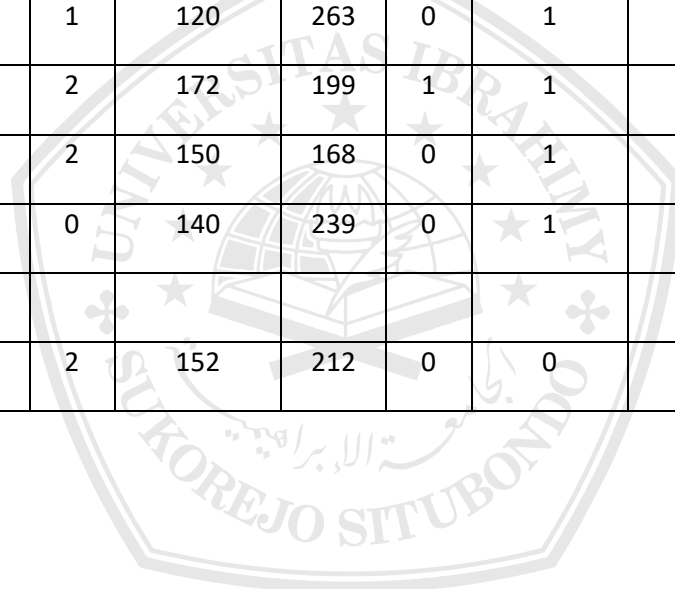 1 120 263 0 1
2 172 199 1 1
2 150 168 0 1
0 140 239 0 1
2 152 212 0 0
UNIVERSITAS IBRAHIMY
SUKOREJO SITUBONDO